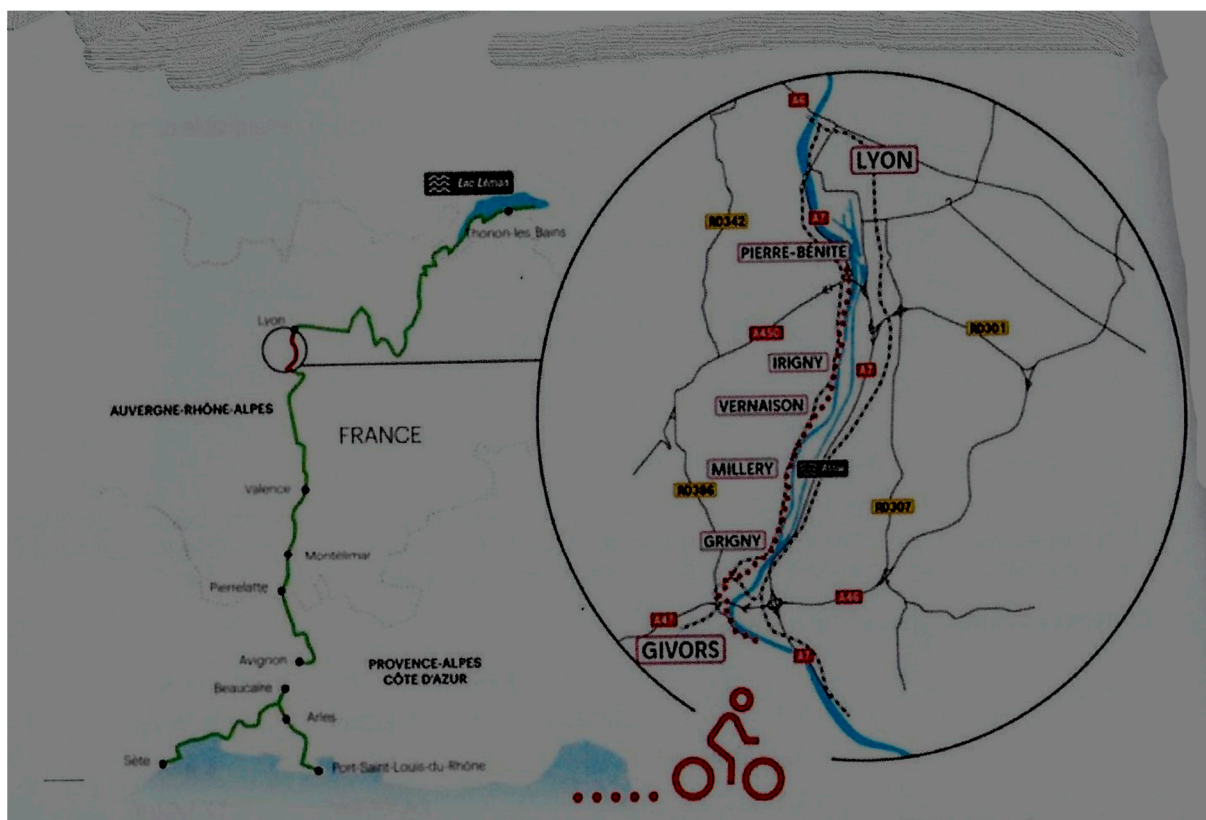 Lac Léman
Thonon-les Bains
Lyon
AUVERGNE-RHÔNE-ALPES
FRANCE
Valence
Montélimar
Pierrelatte
Avignon
PROVENCE-ALPES
CÔTE D'AZUR
Beaucaire
Arles
Sète
Port-Saint-Louis-du-Rhône
A6
LYON
RD342
A7
PIERRE-BÉNITE
A450
RD301
IRIGNY
A7
VERNAISON
MILLERY
RD386
RD307
GRIGNY
A46
A47
GIVORS
A7